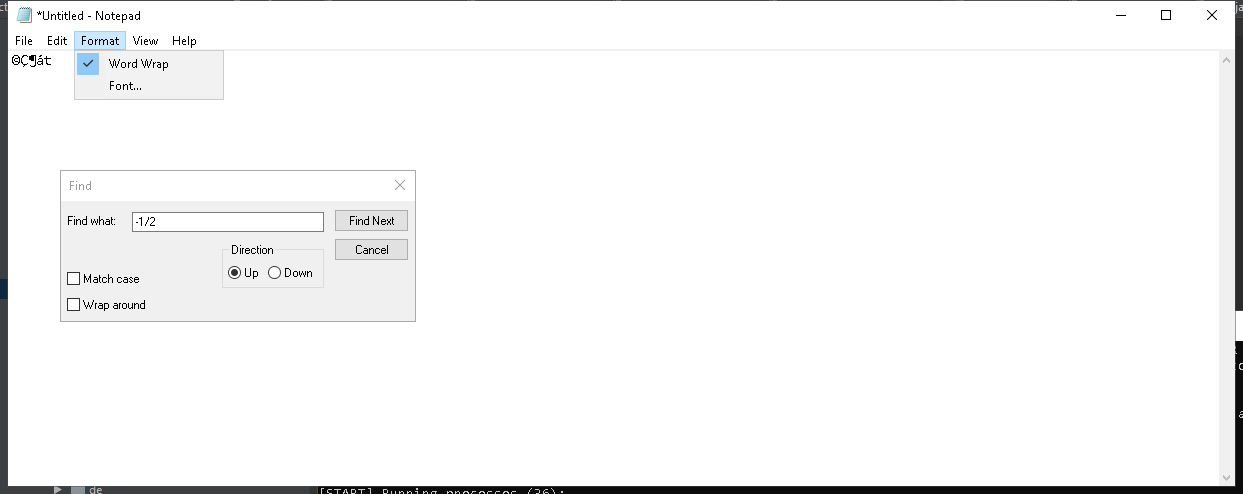 *Untitled - Notepad
File Edit Format View Help
©Ç¶át
Word Wrap
Font...
Find
Find what: -1/2 Find Next
Direction Cancel
Up Down
Match case
Wrap around
de
[START] Running processes (36):